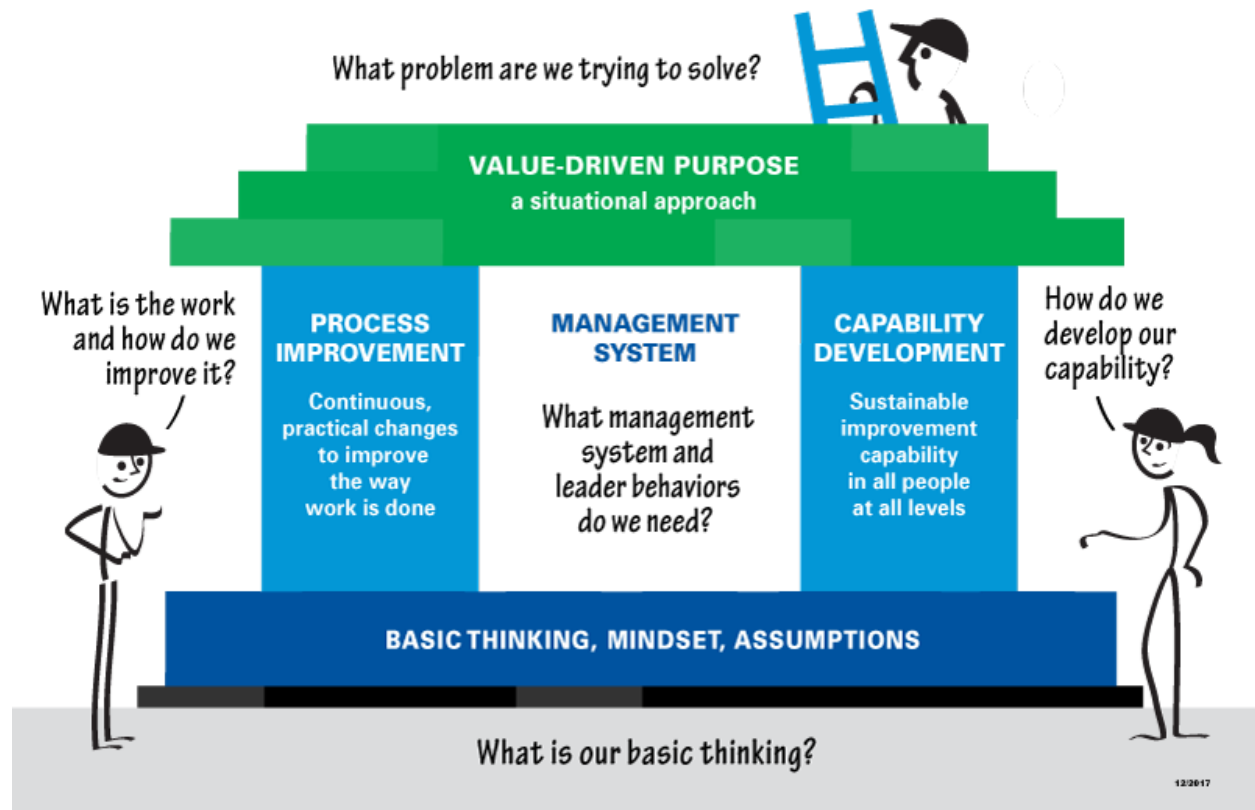 What problem are we trying to solve?
VALUE-DRIVEN PURPOSE
a situational approach
What is the work
and how do we
improve it?
PROCESS
IMPROVEMENT
Continuous,
practical changes
to improve
the way
work is done
MANAGEMENT
SYSTEM
What management
system and
leader behaviors
do we need?
CAPABILITY
DEVELOPMENT
Sustainable
improvement
capability
in all people
at all levels
How do we
develop our
capability?
BASIC THINKING, MINDSET, ASSUMPTIONS
What is our basic thinking?
12/2017